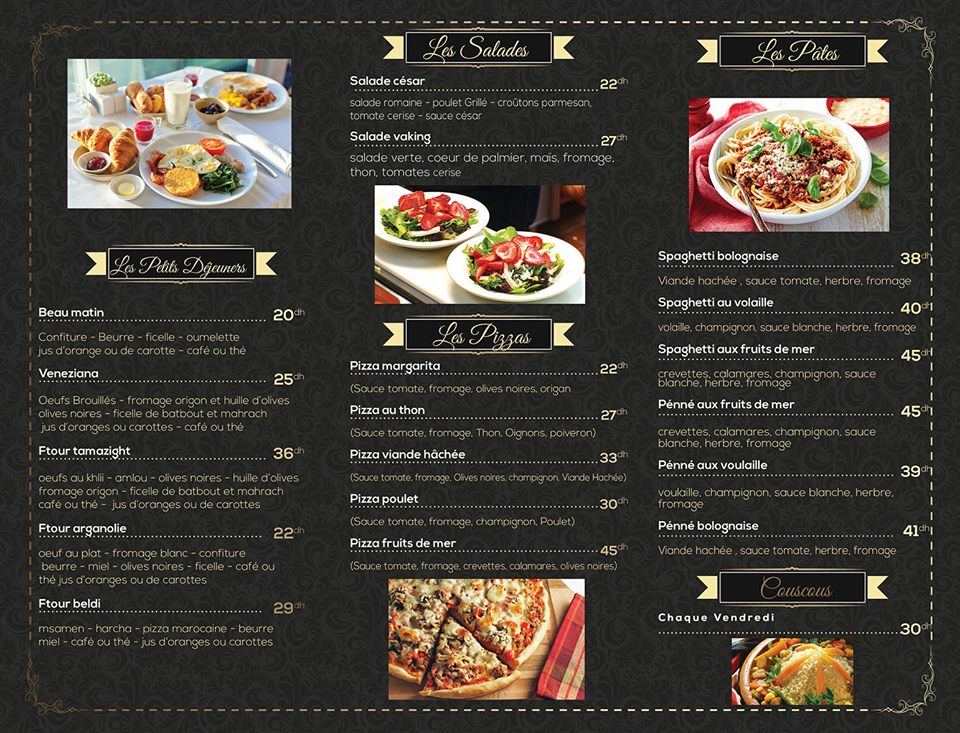 Les Petits Déjeuners
Beau matin 20dh
Confiture - Beurre - ficelle - oumelette
jus d'orange ou de carotte - café ou thé
Veneziana 25dh
Oeufs Brouillés - fromage origon et huille d'olives
olives noires - ficelle de batbout et mahrach
jus d'oranges ou carottes - café ou thé
Ftour tamazight 36dh
oeufs au khlii - amlou - olives noires - huille d'olives
fromage origon - ficelle de batbout et mahrach
café ou thé - jus d'oranges ou de carottes
Ftour arganolie 22dh
oeuf au plat - fromage blanc - confiture
beurre - miel - olives noires - ficelle - café ou
thé jus d'oranges ou de carottes
Ftour beldi 29dh
msamen - harcha - pizza marocaine - beurre
miel - café ou thé - jus d'oranges ou carottes
Les Salades
Salade césar 22dh
salade romaine - poulet Grillé - croûtons parmesan,
tomate cerise - sauce césar
Salade vaking 27dh
salade verte, coeur de palmier, maïs, fromage,
thon, tomates cerise
Les Pizzas
Pizza margarita 22dh
(Sauce tomate, fromage, olives noires, origan
Pizza au thon 27dh
(Sauce tomate, fromage, Thon, Oignons, poiveron)
Pizza viande hâchée 33dh
(Sauce tomate, fromage, Olives noires, champignon, Viande Hachée)
Pizza poulet 30dh
(Sauce tomate, fromage, champignon, Poulet)
Pizza fruits de mer 45dh
(Sauce tomate, fromage, crevettes, calamares, olives noires)
Les Pâtes
Spaghetti bolognaise 38dh
Viande hachée , sauce tomate, herbre, fromage
Spaghetti au volaille 40dh
volaille, champignon, sauce blanche, herbre, fromage
Spaghetti aux fruits de mer 45dh
crevettes, calamares, champignon, sauce
blanche, herbre, fromage
Pénné aux fruits de mer 45dh
crevettes, calamares, champignon, sauce
blanche, herbre, fromage
Pénné aux voulaille 39dh
voulaille, champignon, sauce blanche, herbre,
fromage
Pénné bolognaise 41dh
Viande hachée , sauce tomate, herbre, fromage
Couscous
Chaque Vendredi 30dh